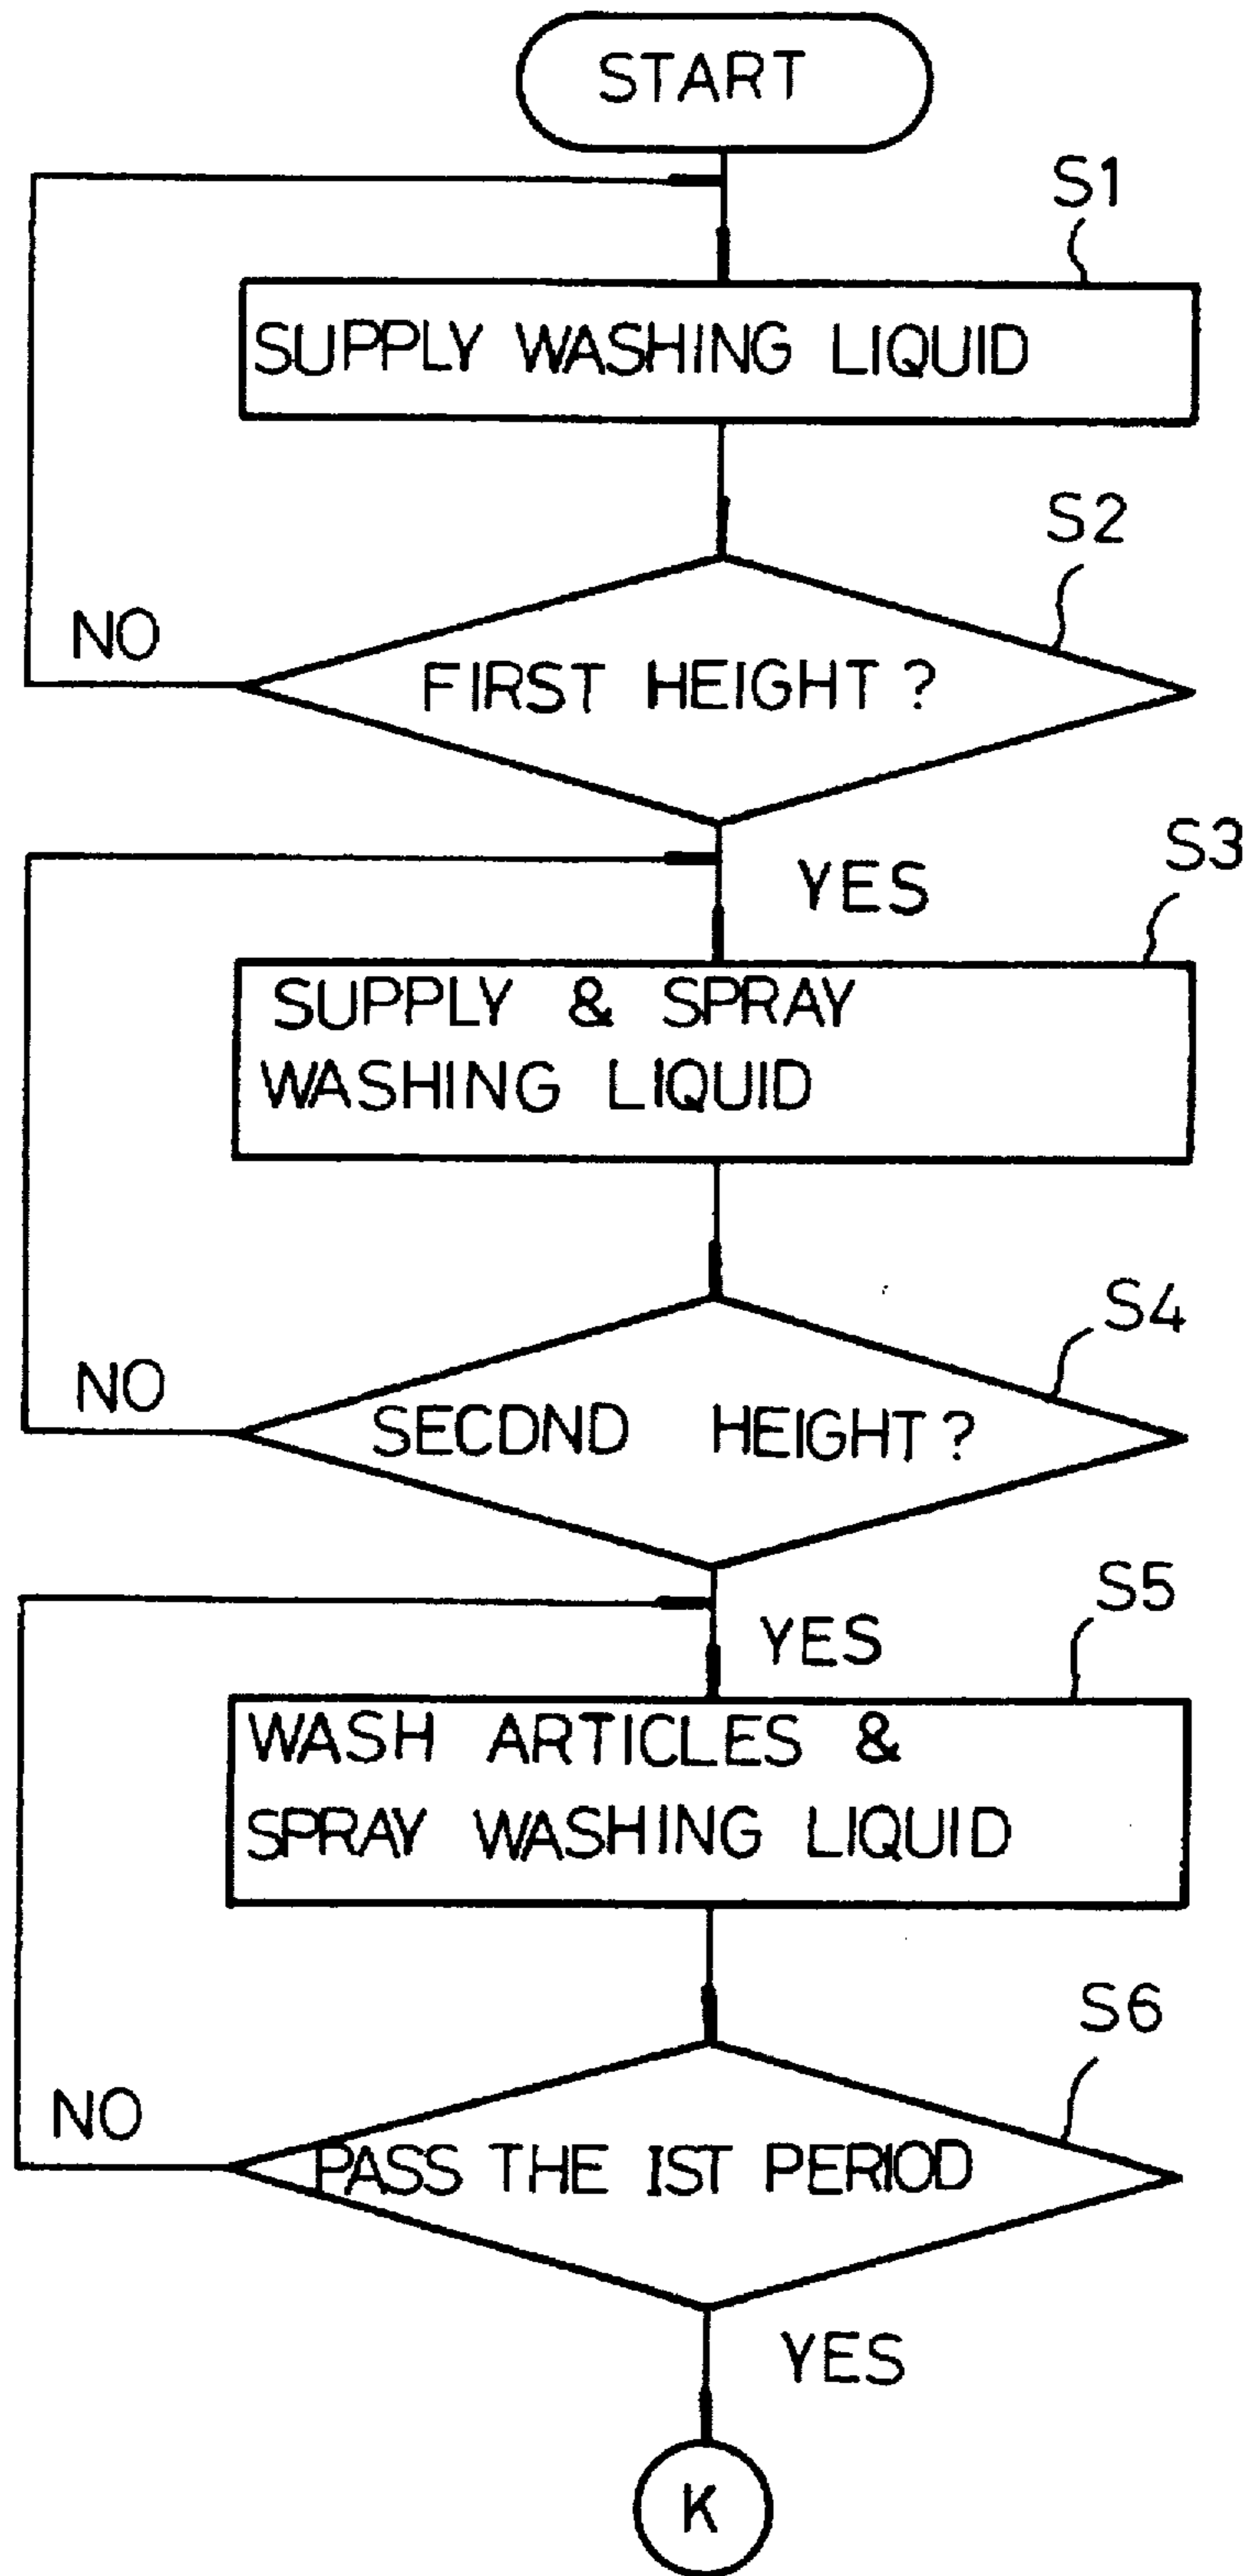 START
S1
SUPPLY WASHING LIQUID
S2
NO
FIRST HEIGHT?
YES
S3
SUPPLY & SPRAY
WASHING LIQUID
S4
NO
SECDND HEIGHT?
YES
S5
WASH ARTICLES &
SPRAY WASHING LIQUID
S6
NO
PASS THE IST PERIOD
YES
K